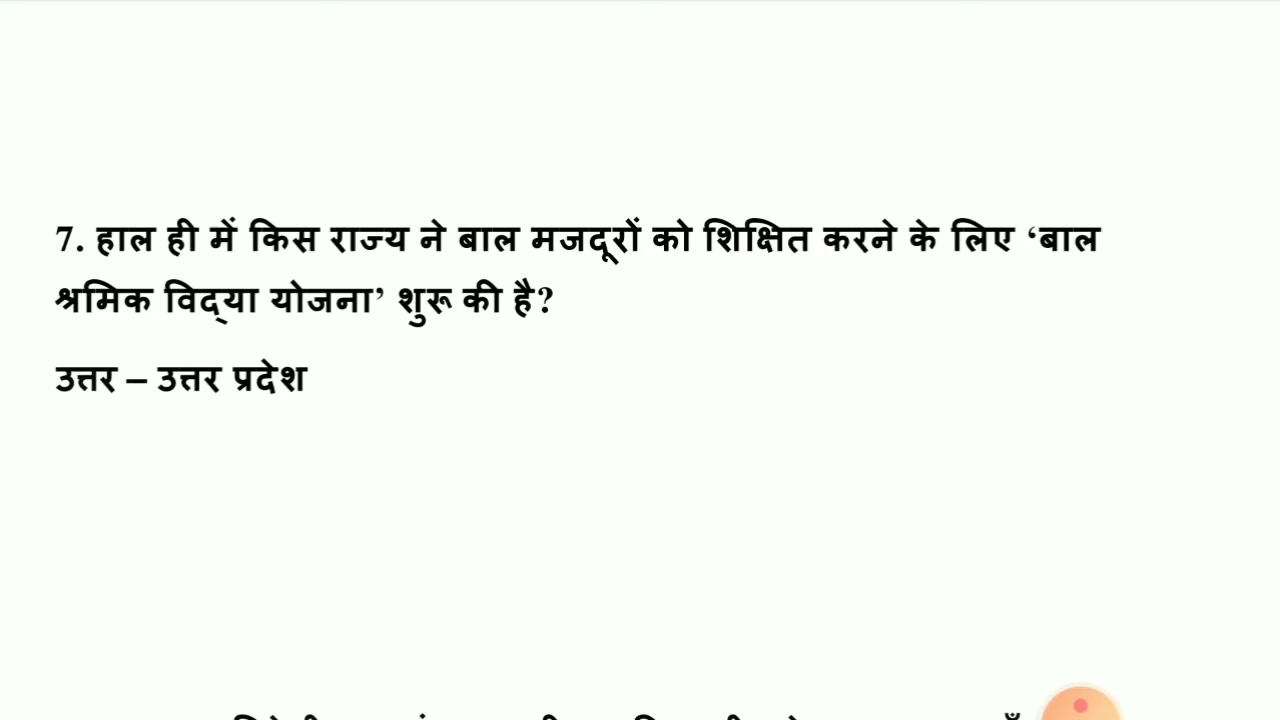 7. हाल ही में किस राज्य ने बाल मजदूरों को शिक्षित करने के लिए ‘बाल
श्रमिक विद्‌या योजना’ शुरू की है?
उत्तर – उत्तर प्रदेश